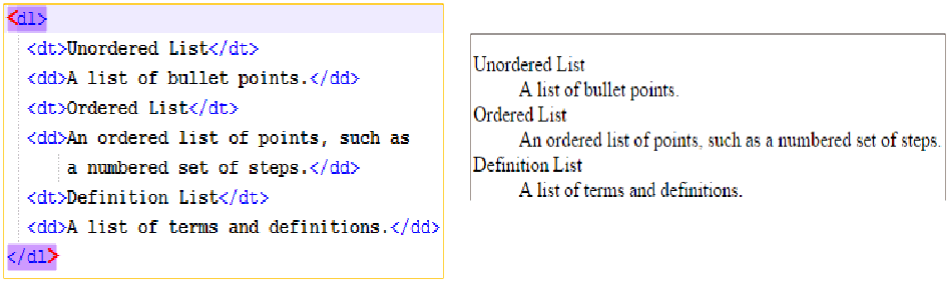 <dl>
<dt>Unordered List</dt>
<dd>A list of bullet points.</dd>
<dt>Ordered List</dt>
<dd>An ordered list of points, such as
a numbered set of steps.</dd>
<dt>Definition List</dt>
<dd>A list of terms and definitions.</dd>
</dl>
Unordered List
A list of bullet points.
Ordered List
An ordered list of points, such as a numbered set of steps.
Definition List
A list of terms and definitions.